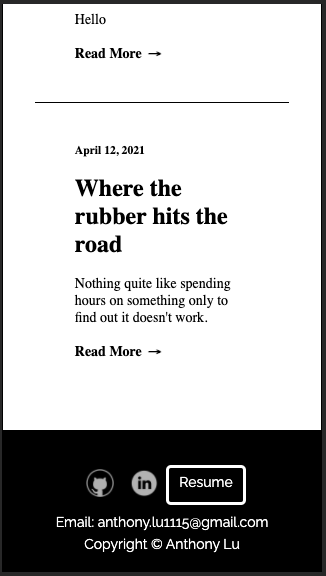 Hello
Read More →
April 12, 2021
Where the
rubber hits the
road
Nothing quite like spending
hours on something only to
find out it doesn't work.
Read More →
in Resume
Email: anthony.lu1115@gmail.com
Copyright © Anthony Lu